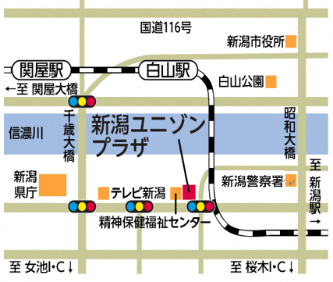 国道116号
新潟市役所
関屋駅
白山駅
←至 関屋大橋
白山公園
千歳大橋
昭和大橋
信濃川
新潟ユニゾン
プラザ
至 新潟駅→
新潟
県庁
テレビ新潟
新潟警察署
精神保健福祉センター
至 女池I・C↓
至 桜木I・C↓